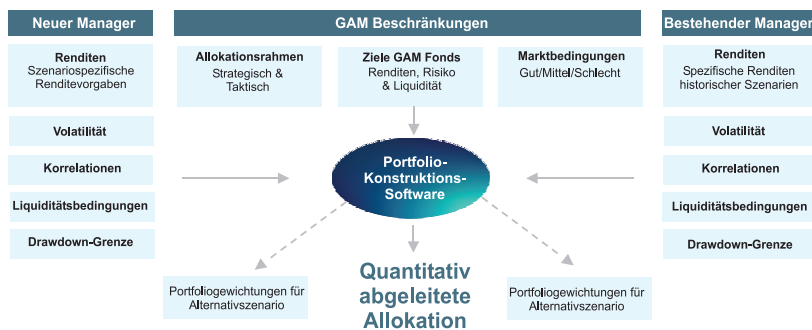 Neuer Manager
Renditen
Szenariospezifische
Renditevorgaben
Volatilität
Korrelationen
Liquiditätsbedingungen
Drawdown-Grenze
GAM Beschränkungen
Allokationsrahmen
Strategisch &
Taktisch
Ziele GAM Fonds
Renditen, Risiko
& Liquidität
Marktbedingungen
Gut/Mittel/Schlecht
Portfolio-
Konstruktions-
Software
Portfoliogewichtungen für
Alternativszenario
Quantitativ
abgeleitete
Allokation
Portfoliogewichtungen für
Alternativszenario
Bestehender Manager
Renditen
Spezifische Renditen
historischer Szenarien
Volatilität
Korrelationen
Liquiditätsbedingungen
Drawdown-Grenze